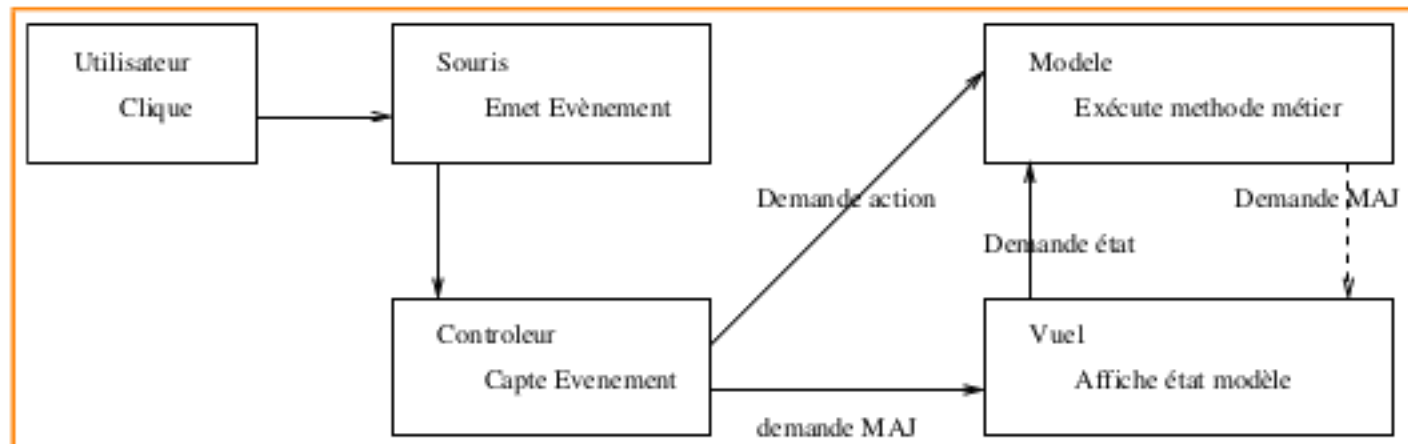 Utilisateur
Clique
Souris
Emet Evènement
Modele
Exécute methode métier
Demande action
Demande MAJ
Demande état
Controleur
Capte Evenement
Vuel
Affiche état modèle
demande MAJ